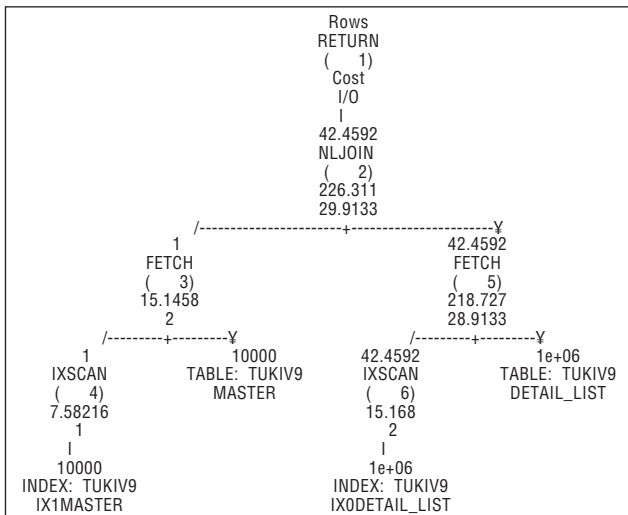 Rows
RETURN
( 1)
Cost
I/O
I
42.4592
NLJOIN
( 2)
226.311
29.9133
/-----------------------+-----------------------¥
1 42.4592
FETCH FETCH
( 3) ( 5)
15.1458 218.727
2 28.9133
/---------+---------¥ /---------+---------¥
1 10000 42.4592 1e+06
IXSCAN TABLE: TUKIV9 IXSCAN TABLE: TUKIV9
( 4) MASTER ( 6) DETAIL_LIST
7.58216 15.168
1 2
I I
10000 1e+06
INDEX: TUKIV9 INDEX: TUKIV9
IX1MASTER IX0DETAIL_LIST